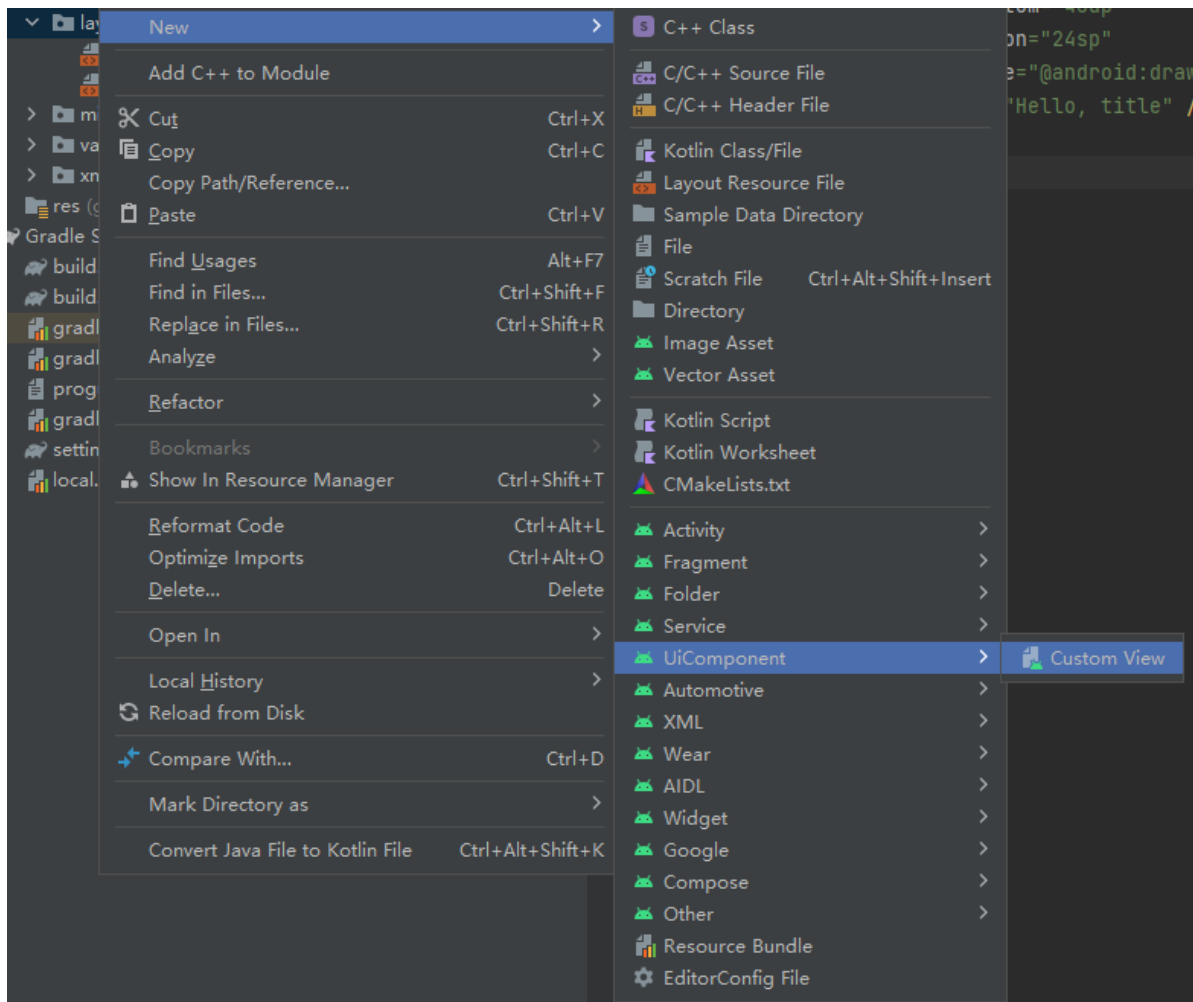 lay
m
va
xm
res (g
Gradle S
build
build
gradl
gradl
prog
gradl
settin
local.
New
Add C++ to Module
Cut Ctrl+X
Copy Ctrl+C
Copy Path/Reference...
Paste Ctrl+V
Find Usages Alt+F7
Find in Files... Ctrl+Shift+F
Replace in Files... Ctrl+Shift+R
Analyze
Refactor
Bookmarks
Show In Resource Manager Ctrl+Shift+T
Reformat Code Ctrl+Alt+L
Optimize Imports Ctrl+Alt+O
Delete... Delete
Open In
Local History
Reload from Disk
Compare With... Ctrl+D
Mark Directory as
Convert Java File to Kotlin File Ctrl+Alt+Shift+K
S C++ Class
C++ C/C++ Source File
H C/C++ Header File
Kotlin Class/File
Layout Resource File
Sample Data Directory
File
Scratch File Ctrl+Alt+Shift+Insert
Directory
Image Asset
Vector Asset
Kotlin Script
Kotlin Worksheet
CMakeLists.txt
Activity
Fragment
Folder
Service
UiComponent
Automotive
XML
Wear
AIDL
Widget
Google
Compose
Other
Resource Bundle
EditorConfig File
Custom View
on="24sp"
="@android:draw
"Hello, title" /